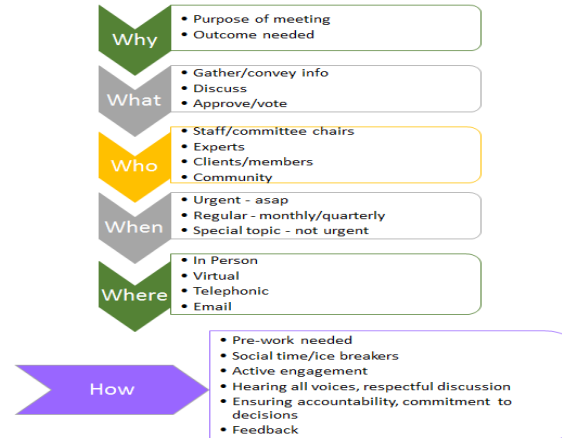 Why
• Purpose of meeting
• Outcome needed
What
• Gather/convey info
• Discuss
• Approve/vote
Who
• Staff/committee chairs
• Experts
• Clients/members
• Community
When
• Urgent - asap
• Regular - monthly/quarterly
• Special topic - not urgent
Where
• In Person
• Virtual
• Telephonic
• Email
How
• Pre-work needed
• Social time/ice breakers
• Active engagement
• Hearing all voices, respectful discussion
• Ensuring accountability, commitment to
decisions
• Feedback